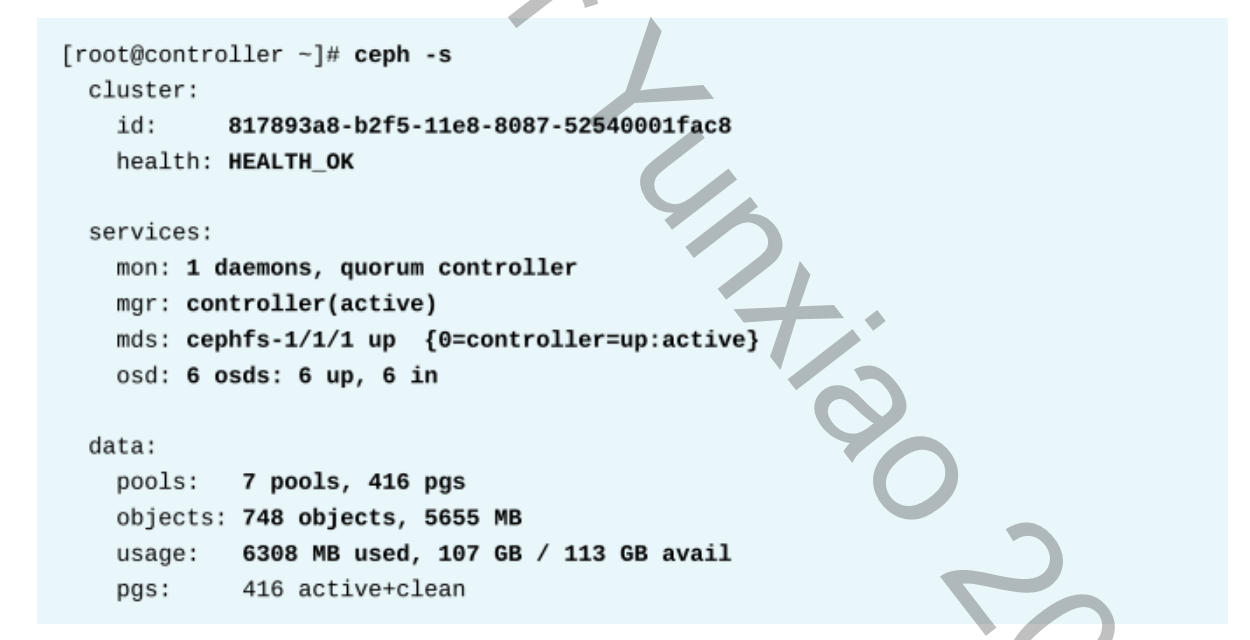 [root@controller ~]# ceph -s
  cluster:
    id:     817893a8-b2f5-11e8-8087-52540001fac8
    health: HEALTH_OK

  services:
    mon: 1 daemons, quorum controller
    mgr: controller(active)
    mds: cephfs-1/1/1 up  {0=controller=up:active}
    osd: 6 osds: 6 up, 6 in

  data:
    pools:   7 pools, 416 pgs
    objects: 748 objects, 5655 MB
    usage:   6308 MB used, 107 GB / 113 GB avail
    pgs:     416 active+clean
Yunxiao